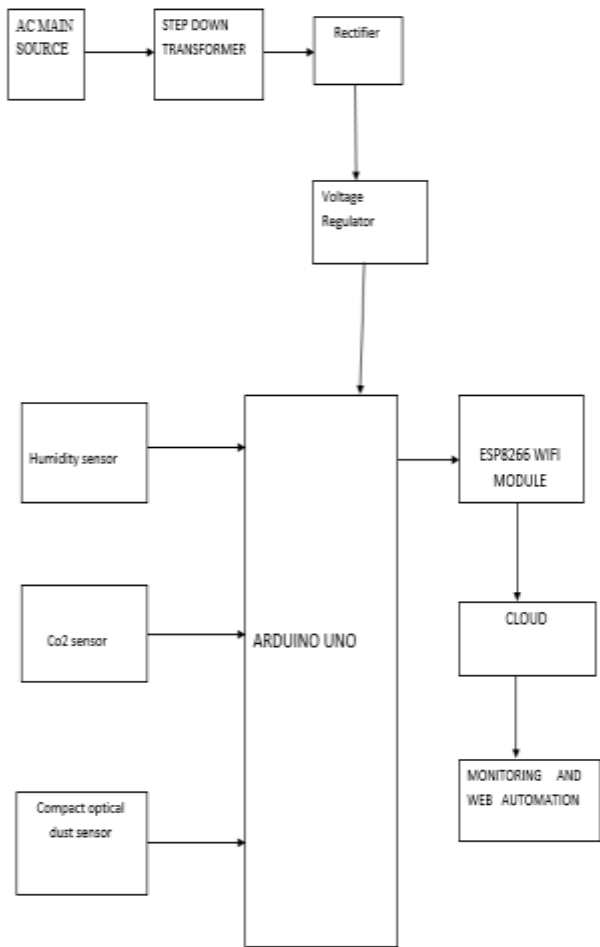 AC MAIN
SOURCE
STEP DOWN
TRANSFORMER
Rectifier
Voltage
Regulator
Humidity sensor
ESP8266 WIFI
MODULE
Co2 sensor
ARDUINO UNO
CLOUD
Compact optical
dust sensor
MONITORING AND
WEB AUTOMATION